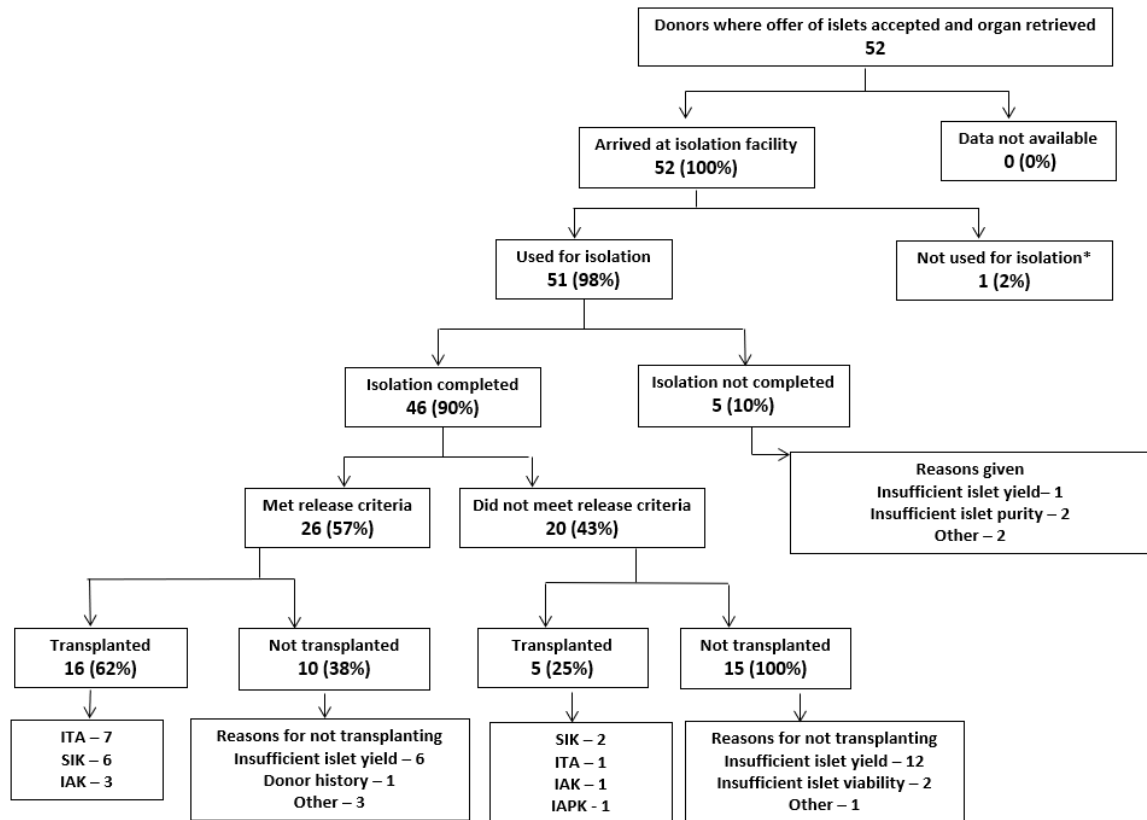 Donors where offer of islets accepted and organ retrieved
52
Arrived at isolation facility
52 (100%)
Data not available
0 (0%)
Used for isolation
51 (98%)
Not used for isolation*
1 (2%)
Isolation completed
46 (90%)
Isolation not completed
5 (10%)
Reasons given
Insufficient islet yield– 1
Insufficient islet purity – 2
Other – 2
Met release criteria
26 (57%)
Did not meet release criteria
20 (43%)
Transplanted
16 (62%)
Not transplanted
10 (38%)
Transplanted
5 (25%)
Not transplanted
15 (100%)
ITA – 7
SIK – 6
IAK – 3
Reasons for not transplanting
Insufficient islet yield – 6
Donor history – 1
Other – 3
SIK – 2
ITA – 1
IAK – 1
IAPK - 1
Reasons for not transplanting
Insufficient islet yield – 12
Insufficient islet viability – 2
Other – 1